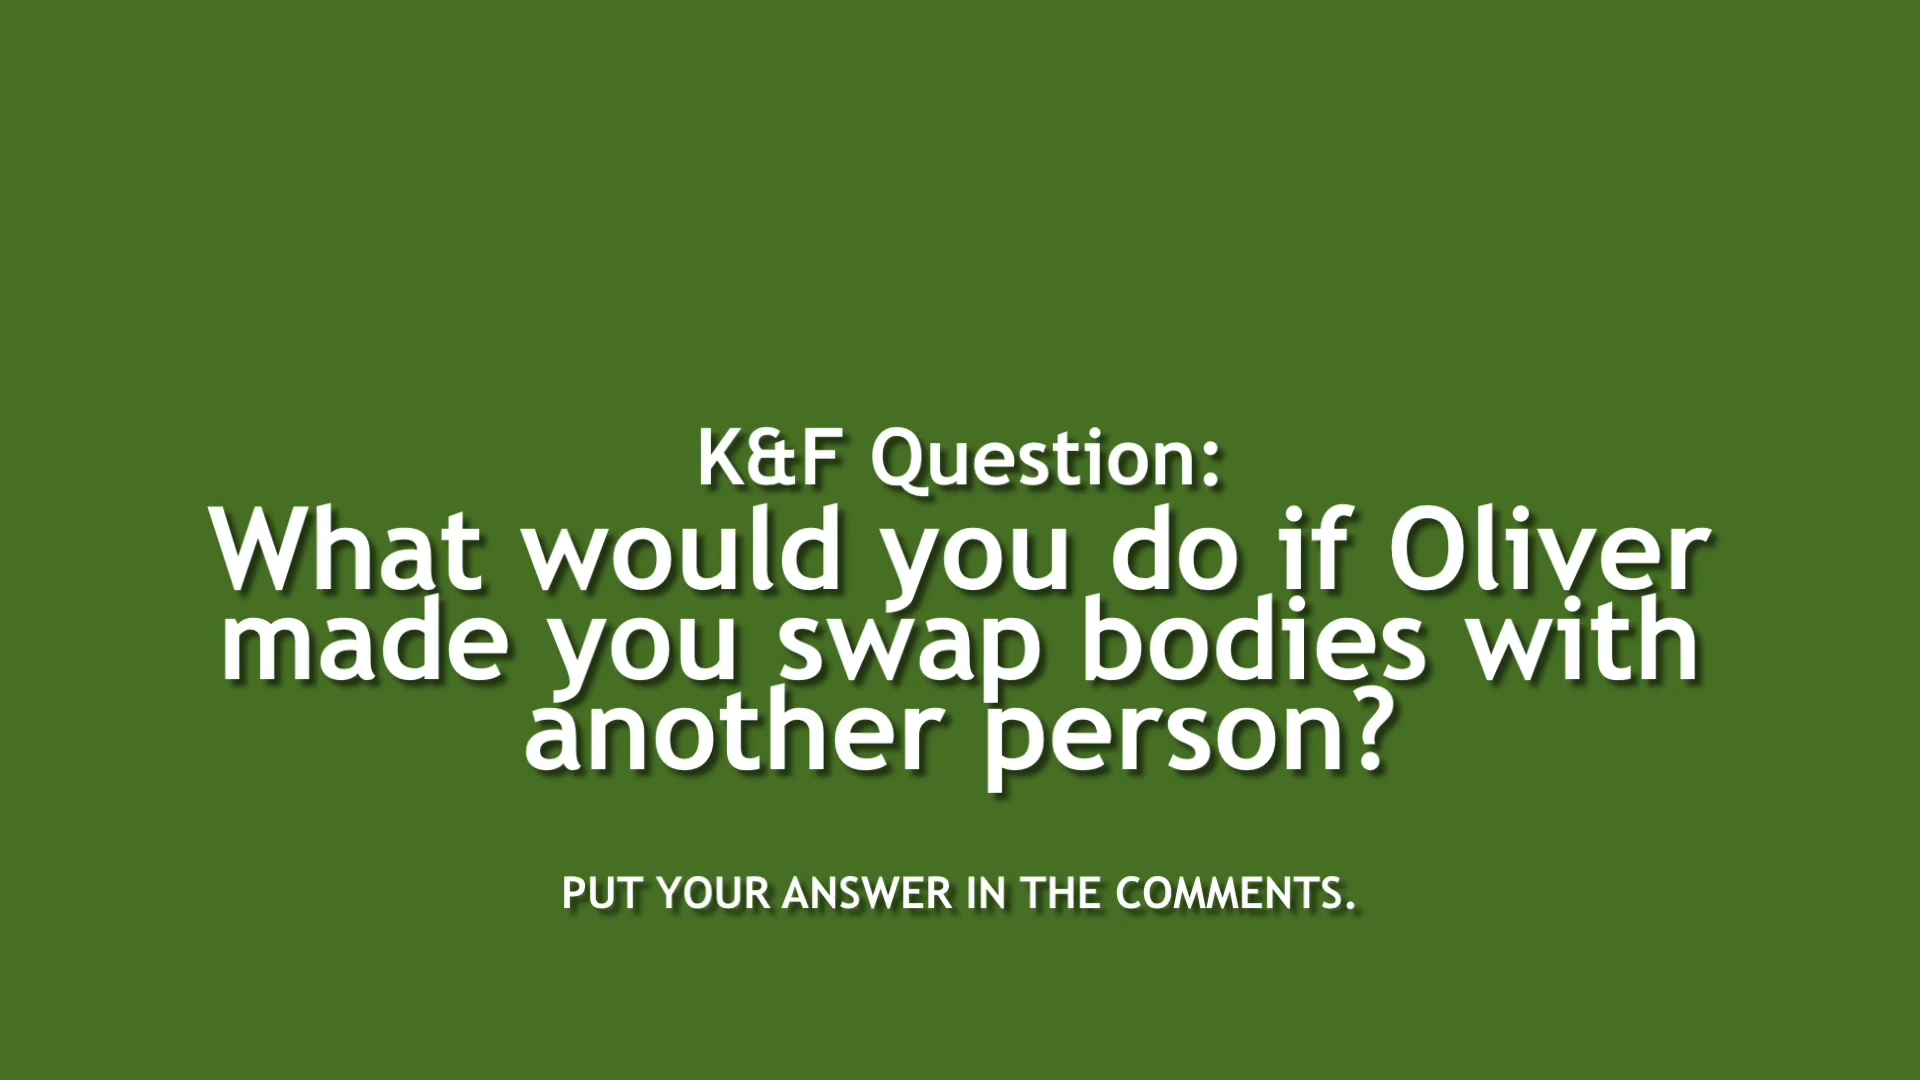 K&F Question:
What would you do if Oliver
made you swap bodies with
another person?
PUT YOUR ANSWER IN THE COMMENTS.